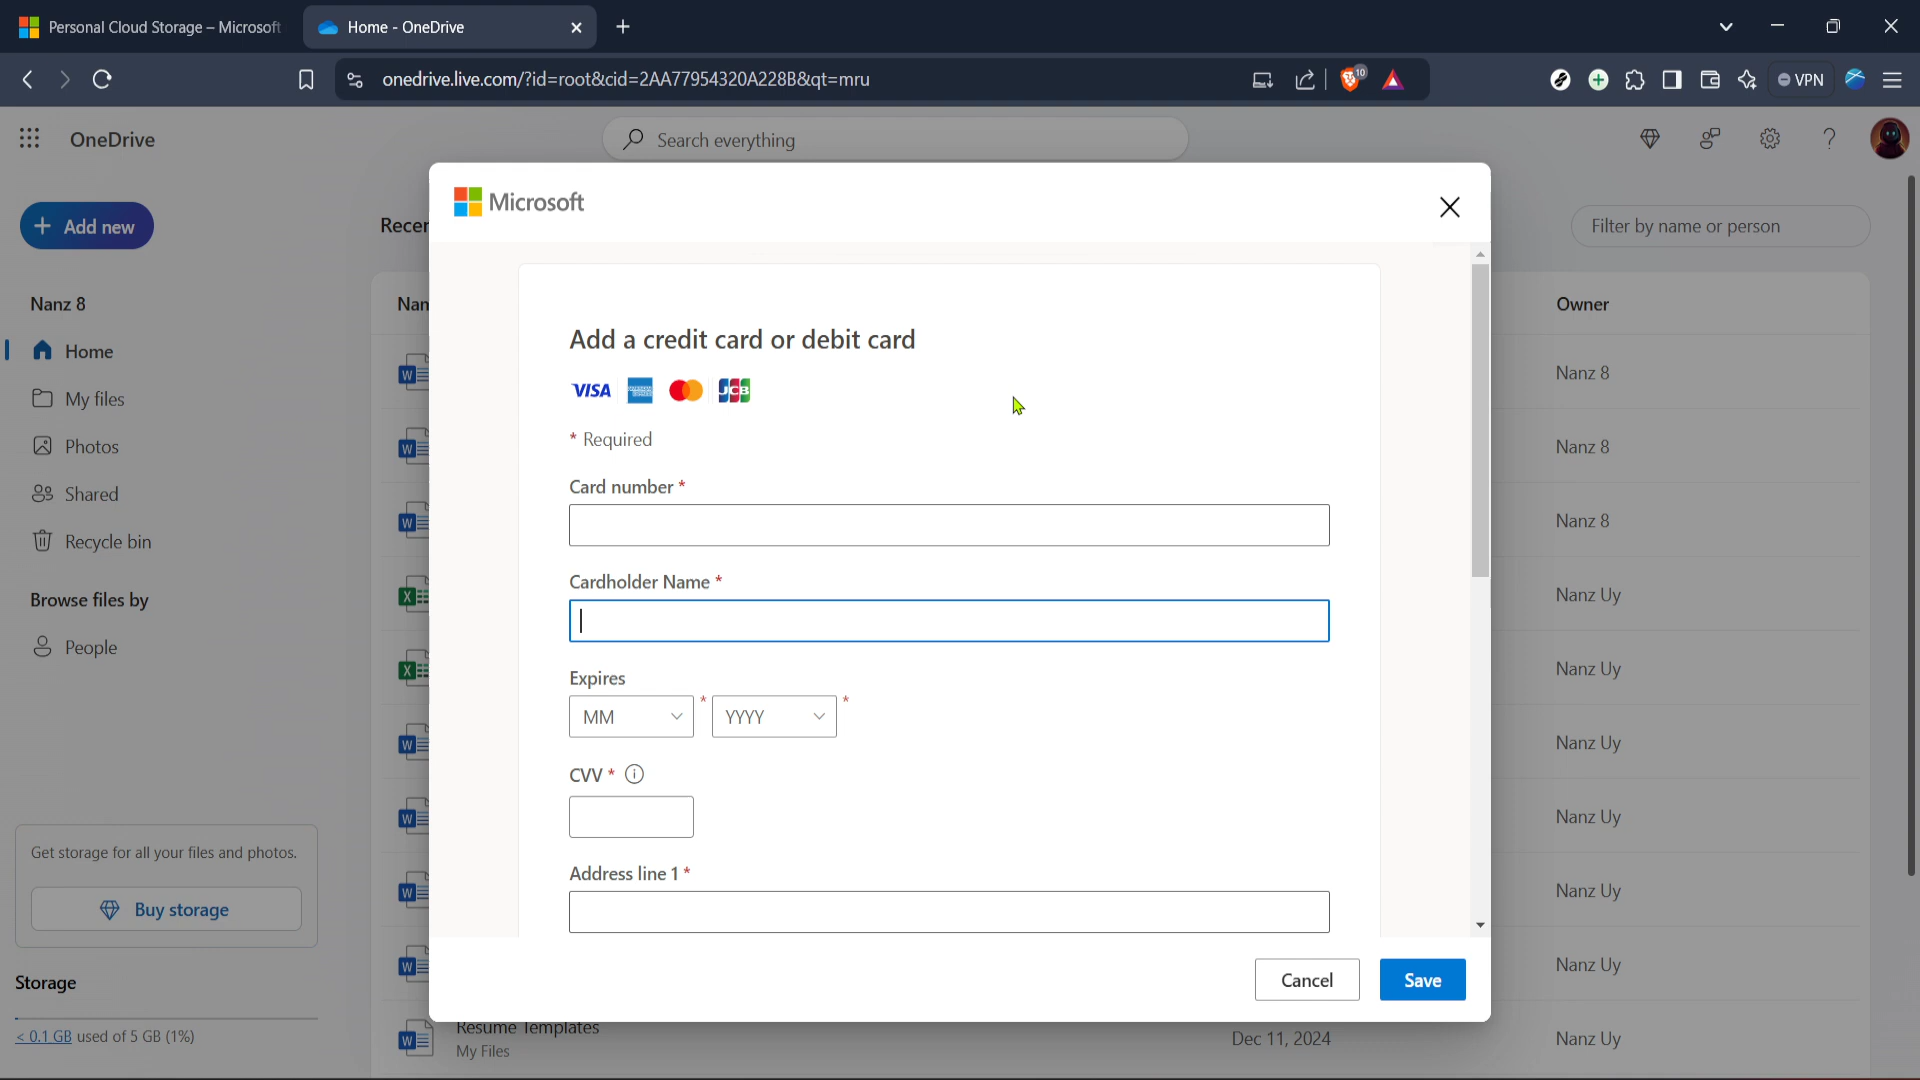 Personal Cloud Storage – Microsoft
Home - OneDrive
onedrive.live.com/?id=root&cid=2AA77954320A228B&qt=mru
10
VPN
OneDrive
Search everything
Add new
Recer
Filter by name or person
Nanz 8
Home
My files
Photos
Shared
Recycle bin
Browse files by
People
Get storage for all your files and photos.
Buy storage
Storage
< 0.1 GB used of 5 GB (1%)
Nam
Owner
Nanz 8
Nanz 8
Nanz 8
Nanz Uy
Nanz Uy
Nanz Uy
Nanz Uy
Nanz Uy
Nanz Uy
Resume Templates
My Files
Dec 11, 2024
Nanz Uy
Microsoft
Add a credit card or debit card
VISA
JCB
* Required
Card number *
Cardholder Name *
Expires
MM * YYYY *
CVV *
Address line 1 *
Cancel
Save